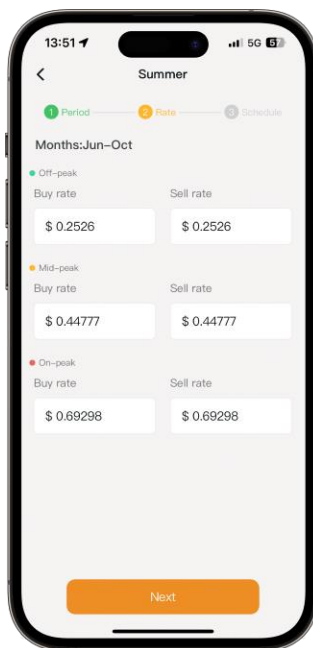 13:51 5G 67
Summer
1 Period 2 Rate 3 Schedule
Months:Jun-Oct
Off-peak
Buy rate Sell rate
$ 0.2526 $ 0.2526
Mid-peak
Buy rate Sell rate
$ 0.44777 $ 0.44777
On-peak
Buy rate Sell rate
$ 0.69298 $ 0.69298
Next